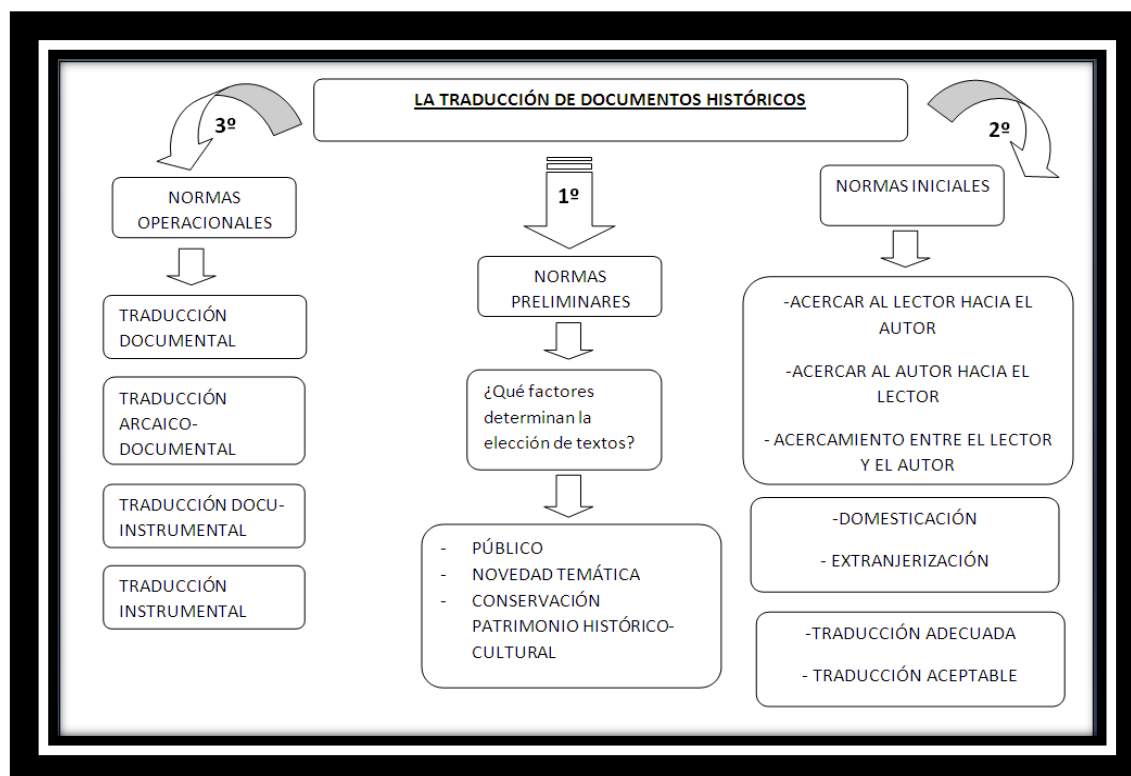 LA TRADUCCIÓN DE DOCUMENTOS HISTÓRICOS
3º
NORMAS
OPERACIONALES
TRADUCCIÓN
DOCUMENTAL
TRADUCCIÓN
ARCAICO-
DOCUMENTAL
TRADUCCIÓN DOCU-
INSTRUMENTAL
TRADUCCIÓN
INSTRUMENTAL
1º
NORMAS
PRELIMINARES
¿Qué factores
determinan la
elección de textos?
- PÚBLICO
- NOVEDAD TEMÁTICA
- CONSERVACIÓN
PATRIMONIO HISTÓRICO-
CULTURAL
2º
NORMAS INICIALES
-ACERCAR AL LECTOR HACIA EL
AUTOR
-ACERCAR AL AUTOR HACIA EL
LECTOR
- ACERCAMIENTO ENTRE EL LECTOR
Y EL AUTOR
-DOMESTICACIÓN
- EXTRANJERIZACIÓN
-TRADUCCIÓN ADECUADA
- TRADUCCIÓN ACEPTABLE